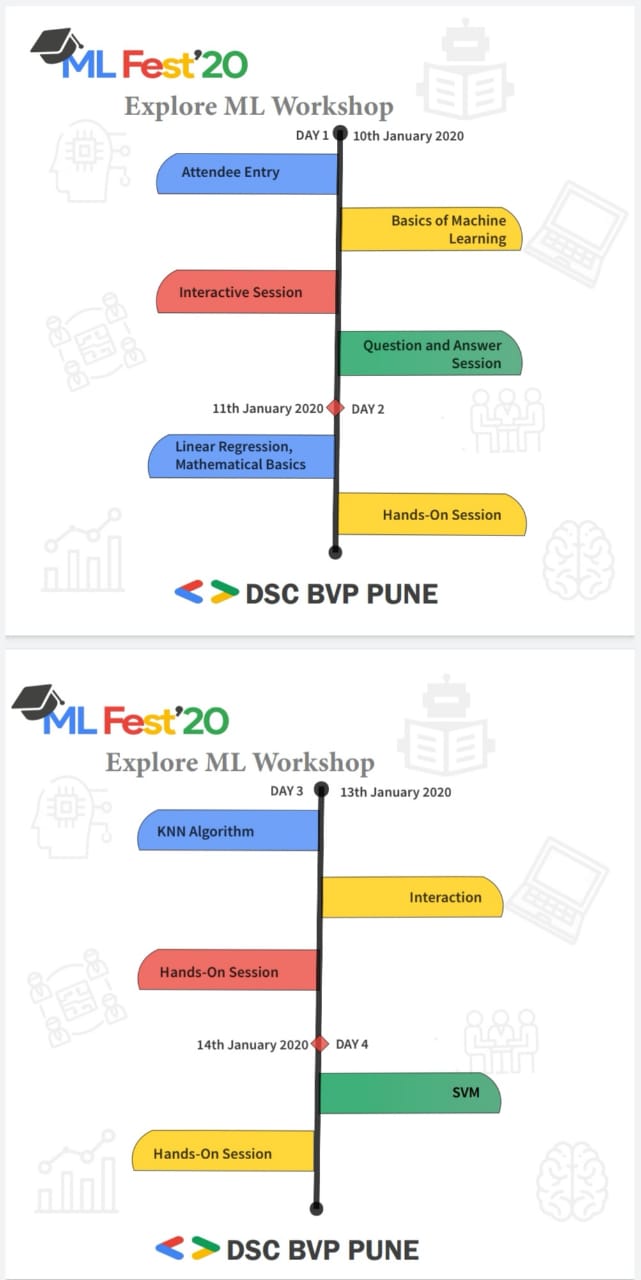 ML Fest'20
Explore ML Workshop
DAY 1 10th January 2020
Attendee Entry
Basics of Machine
Learning
Interactive Session
Question and Answer
Session
11th January 2020 DAY 2
Linear Regression,
Mathematical Basics
Hands-On Session
DSC BVP PUNE
ML Fest'20
Explore ML Workshop
DAY 3 13th January 2020
KNN Algorithm
Interaction
Hands-On Session
14th January 2020 DAY 4
SVM
Hands-On Session
DSC BVP PUNE